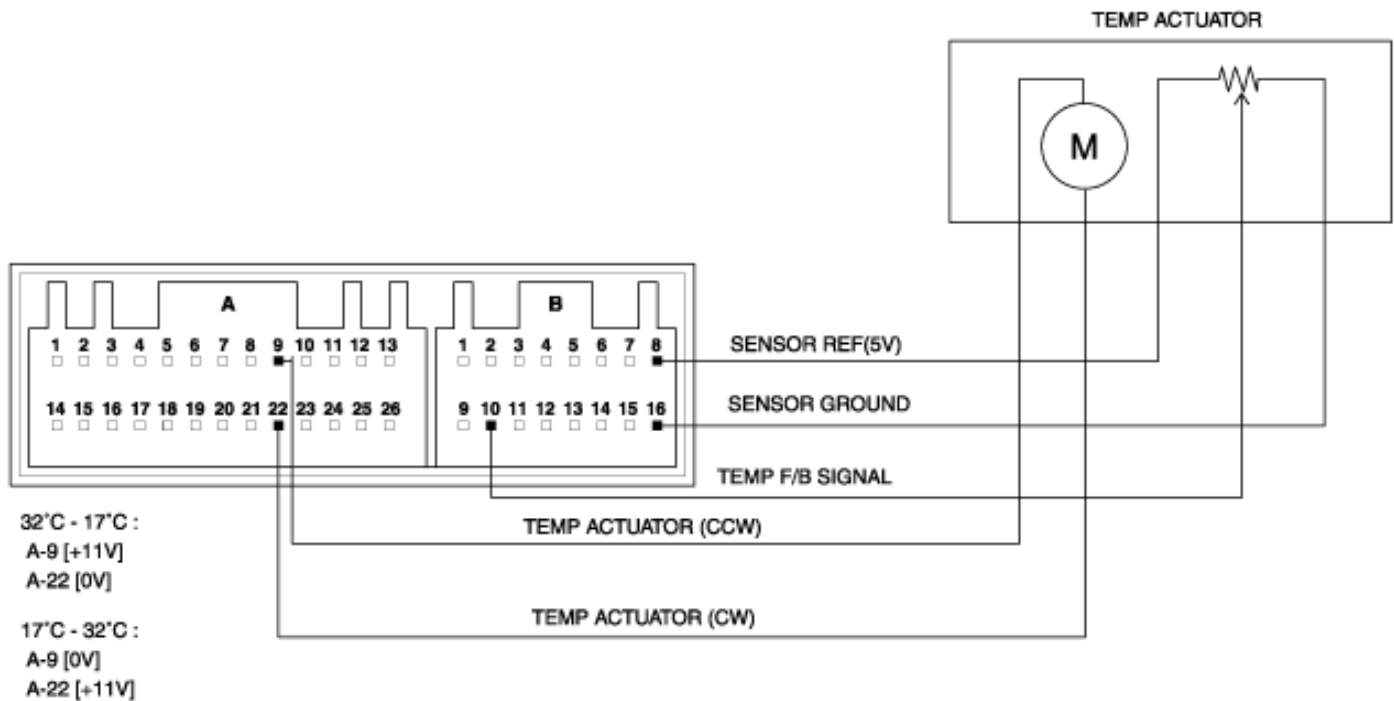 TEMP ACTUATOR
M
A B
1 2 3 4 5 6 7 8 9 10 11 12 13 1 2 3 4 5 6 7 8
SENSOR REF(5V)
14 15 16 17 18 19 20 21 22 23 24 25 26 9 10 11 12 13 14 15 16
SENSOR GROUND
TEMP F/B SIGNAL
TEMP ACTUATOR (CCW)
TEMP ACTUATOR (CW)
32˚C - 17˚C :
A-9 [+11V]
A-22 [0V]
17˚C - 32˚C :
A-9 [0V]
A-22 [+11V]